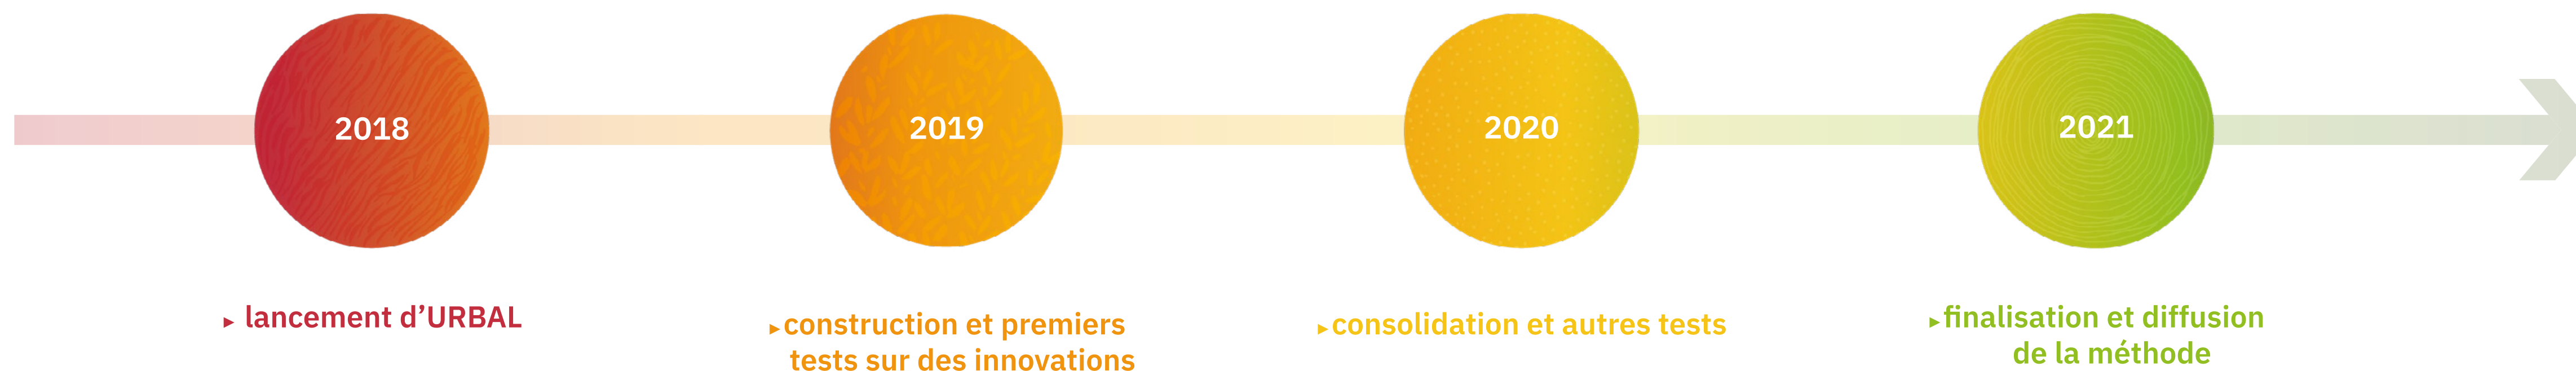 2018
2019
2020
2021
▸ lancement d’URBAL
▸construction et premiers
tests sur des innovations
▸consolidation et autres tests
▸finalisation et diffusion
de la méthode